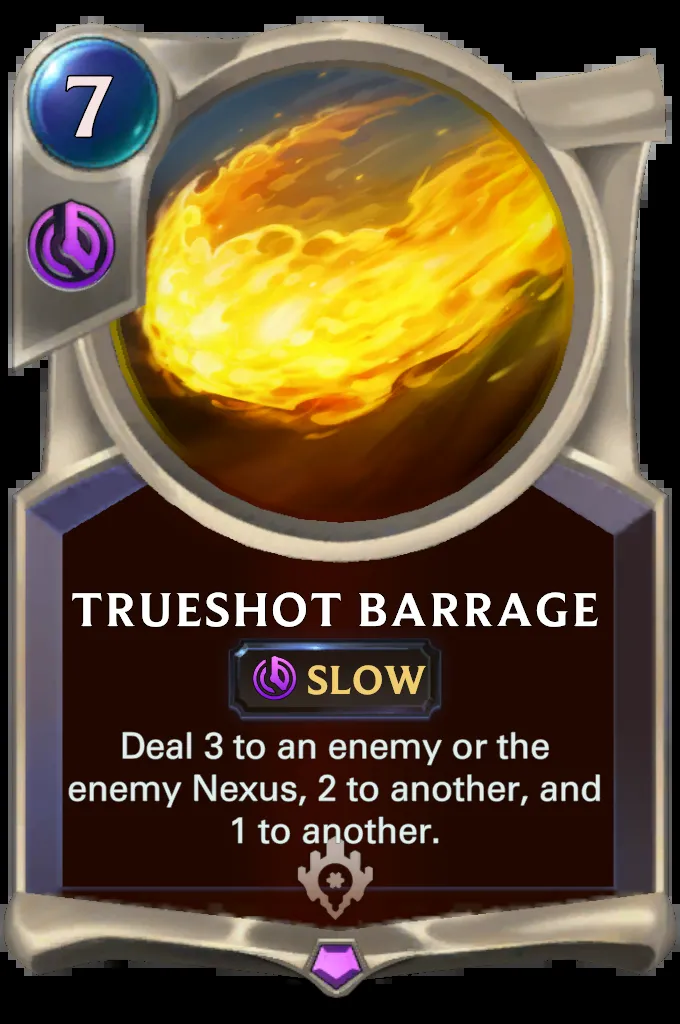 7
TRUESHOT BARRAGE
SLOW
Deal 3 to an enemy or the
enemy Nexus, 2 to another, and
1 to another.